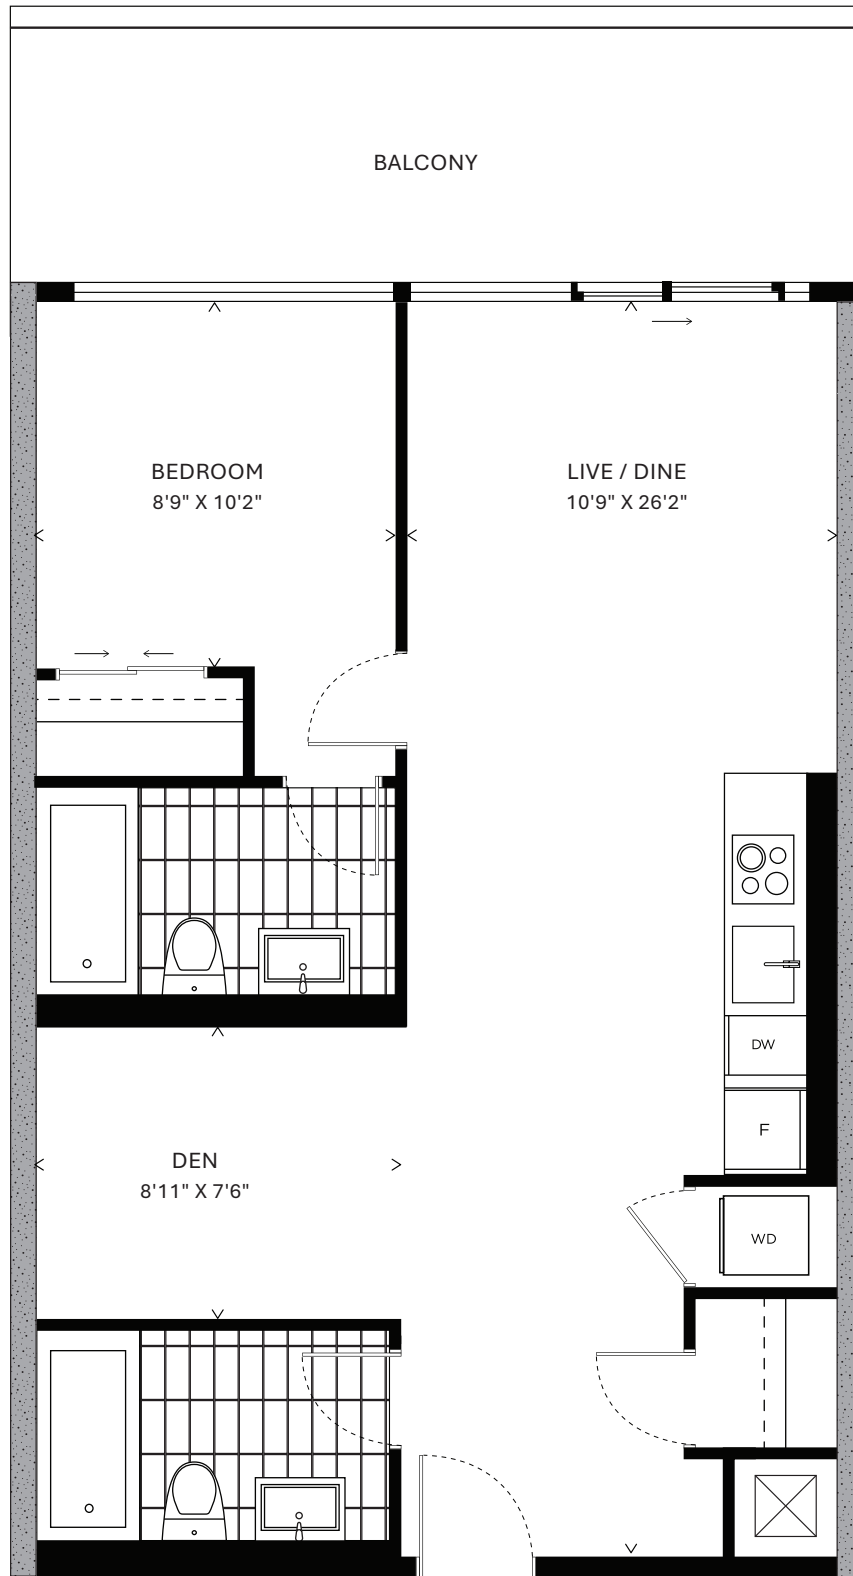 BALCONY
BEDROOM
8'9" X 10'2"
LIVE / DINE
10'9" X 26'2"
DW
F
DEN
8'11" X 7'6"
WD